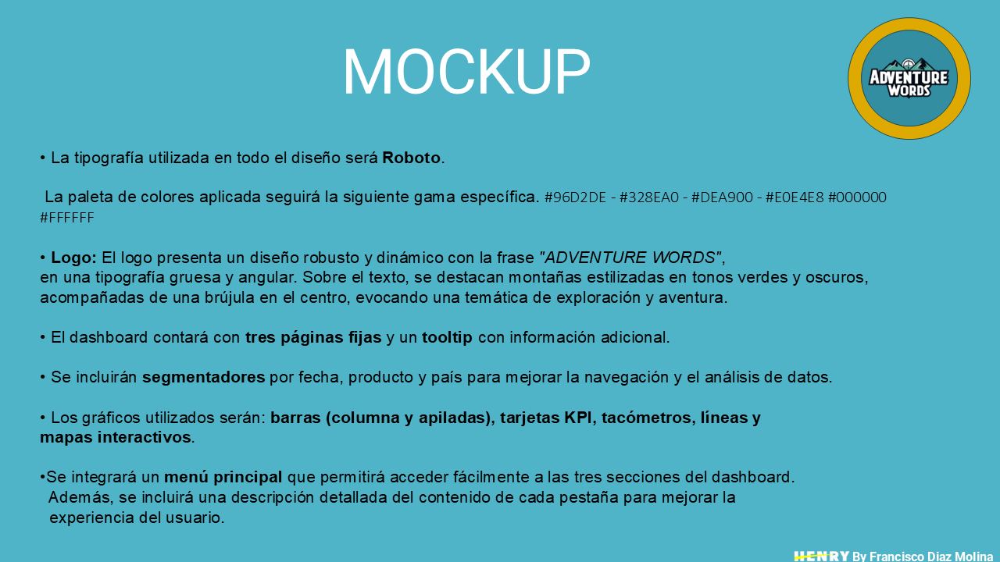 MOCKUP
ADVENTURE
WORDS
• La tipografía utilizada en todo el diseño será Roboto.
La paleta de colores aplicada seguirá la siguiente gama específica. #96D2DE - #328EA0 - #DEA900 - #E0E4E8 #000000
#FFFFFF
• Logo: El logo presenta un diseño robusto y dinámico con la frase "ADVENTURE WORDS",
en una tipografía gruesa y angular. Sobre el texto, se destacan montañas estilizadas en tonos verdes y oscuros,
acompañadas de una brújula en el centro, evocando una temática de exploración y aventura.
• El dashboard contará con tres páginas fijas y un tooltip con información adicional.
• Se incluirán segmentadores por fecha, producto y país para mejorar la navegación y el análisis de datos.
• Los gráficos utilizados serán: barras (columna y apiladas), tarjetas KPI, tacómetros, líneas y
mapas interactivos.
•Se integrará un menú principal que permitirá acceder fácilmente a las tres secciones del dashboard.
Además, se incluirá una descripción detallada del contenido de cada pestaña para mejorar la
experiencia del usuario.
HENRY By Francisco Diaz Molina